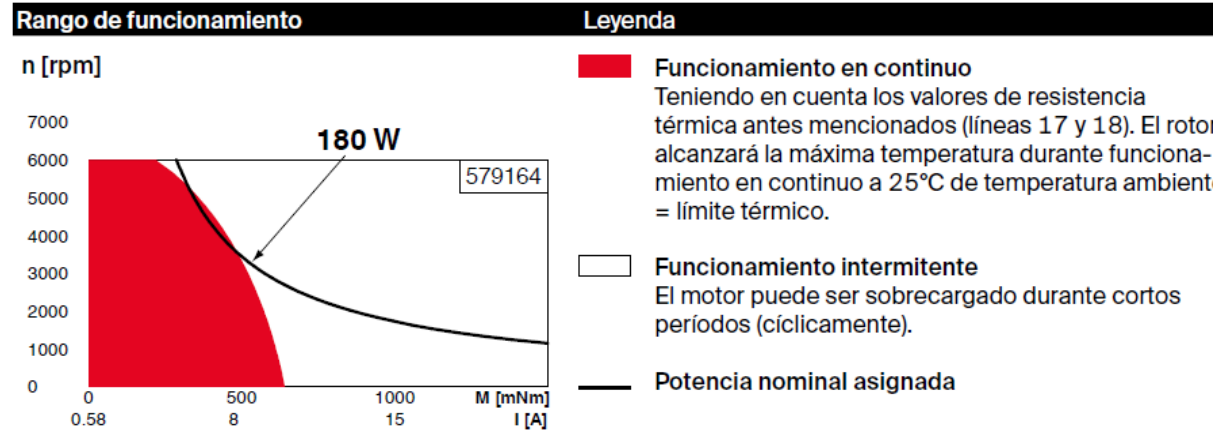 Rango de funcionamiento
Leyenda
n [rpm]
7000
6000
5000
4000
3000
2000
1000
0
180 W
579164
0 500 1000 M [mNm]
0.58 8 15 I [A]
Funcionamiento en continuo
Teniendo en cuenta los valores de resistencia
térmica antes mencionados (líneas 17 y 18). El rotor
alcanzará la máxima temperatura durante funciona-
miento en continuo a 25°C de temperatura ambiente
= límite térmico.
Funcionamiento intermitente
El motor puede ser sobrecargado durante cortos
períodos (cíclicamente).
Potencia nominal asignada